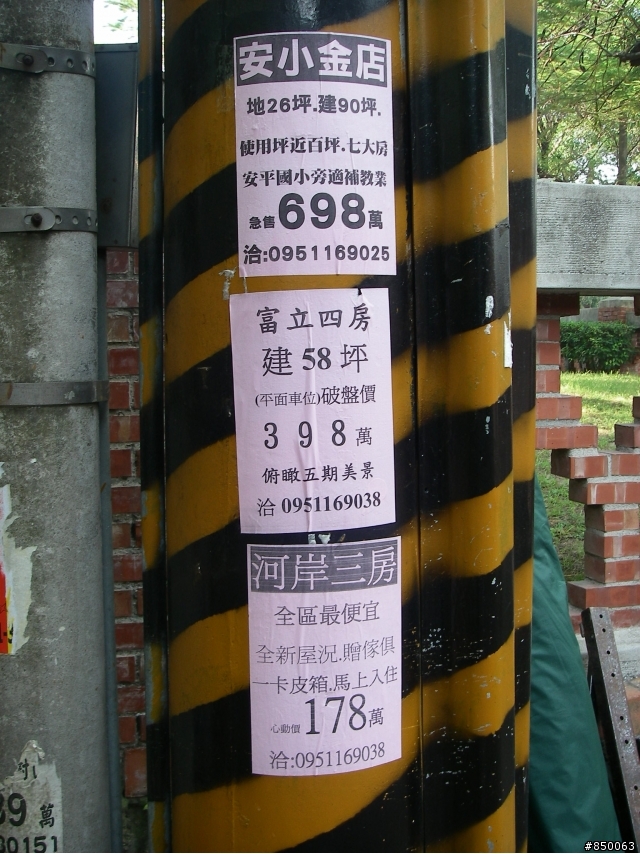 安小金店
地26坪.建90坪.
使用坪近百坪.七大房
安平國小旁適補教業
急售698萬
洽:0951169025
富立四房
建58坪
(平面車位)破盤價
398萬
俯瞰五期美景
洽 0951169038
河岸三房
全區最便宜
全新屋況.贈傢俱
一卡皮箱.馬上入住
心動價178萬
洽:0951169038
9萬
30151
#850063